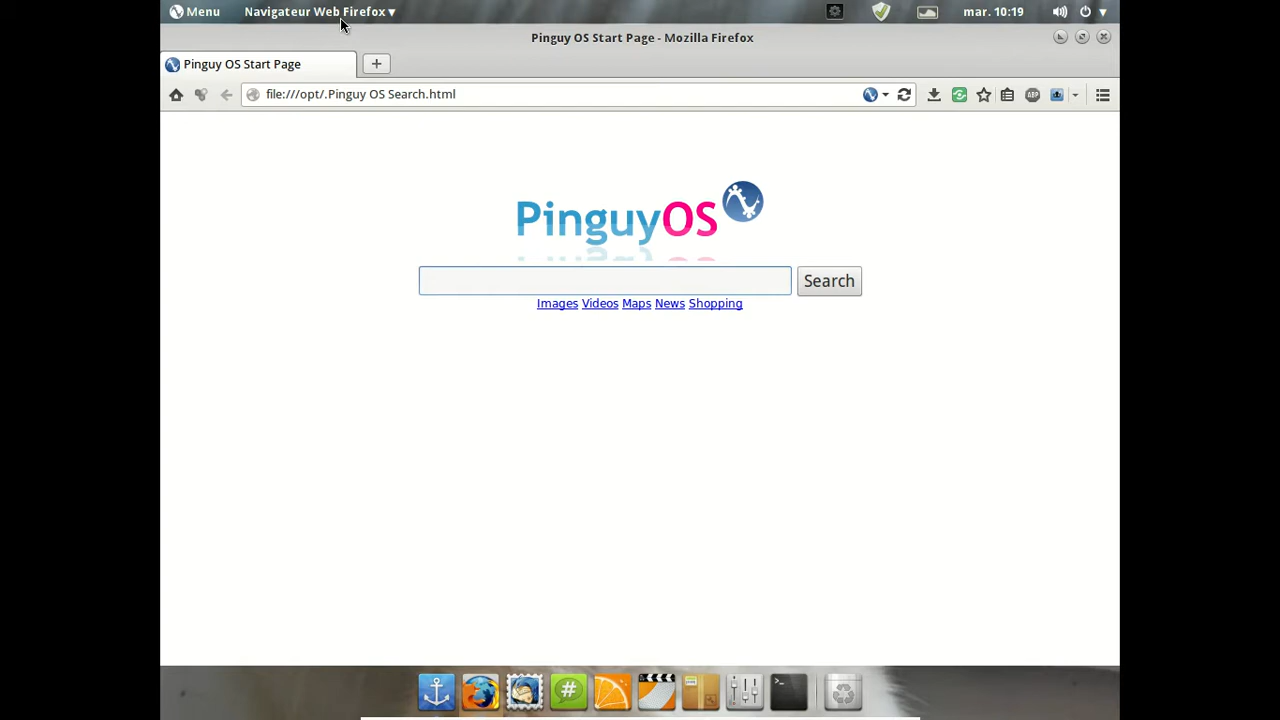 Menu Navigateur Web Firefox ▾ mar. 10:19
Pinguy OS Start Page - Mozilla Firefox
Pinguy OS Start Page +
file:///opt/.Pinguy OS Search.html ABP
PinguyOS
Search
Images Videos Maps News Shopping
# >_